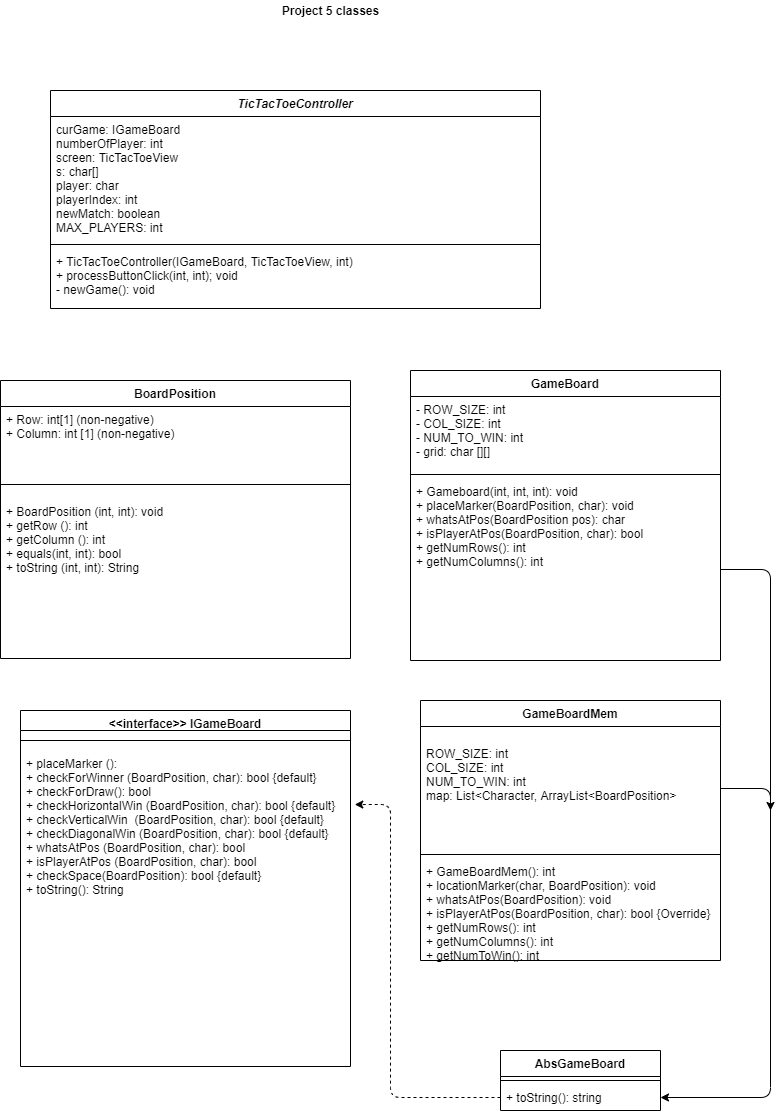 Project 5 classes
TicTacToeController
curGame: IGameBoard
numberOfPlayer: int
screen: TicTacToeView
s: char[]
player: char
playerIndex: int
newMatch: boolean
MAX_PLAYERS: int
+ TicTacToeController(IGameBoard, TicTacToeView, int)
+ processButtonClick(int, int); void
- newGame(): void
BoardPosition
+ Row: int[1] (non-negative)
+ Column: int [1] (non-negative)
+ BoardPosition (int, int): void
+ getRow (): int
+ getColumn (): int
+ equals(int, int): bool
+ toString (int, int): String
GameBoard
- ROW_SIZE: int
- COL_SIZE: int
- NUM_TO_WIN: int
- grid: char [][]
+ Gameboard(int, int, int): void
+ placeMarker(BoardPosition, char): void
+ whatsAtPos(BoardPosition pos): char
+ isPlayerAtPos(BoardPosition, char): bool
+ getNumRows(): int
+ getNumColumns(): int
<<interface>> IGameBoard
+ placeMarker ():
+ checkForWinner (BoardPosition, char): bool {default}
+ checkForDraw(): bool
+ checkHorizontalWin (BoardPosition, char): bool {default}
+ checkVerticalWin  (BoardPosition, char): bool {default}
+ checkDiagonalWin (BoardPosition, char): bool {default}
+ whatsAtPos (BoardPosition, char): bool
+ isPlayerAtPos (BoardPosition, char): bool
+ checkSpace(BoardPosition): bool {default}
+ toString(): String
GameBoardMem
ROW_SIZE: int
COL_SIZE: int
NUM_TO_WIN: int
map: List<Character, ArrayList<BoardPosition>
+ GameBoardMem(): int
+ locationMarker(char, BoardPosition): void
+ whatsAtPos(BoardPosition): void
+ isPlayerAtPos(BoardPosition, char): bool {Override}
+ getNumRows(): int
+ getNumColumns(): int
+ getNumToWin(): int
AbsGameBoard
+ toString(): string